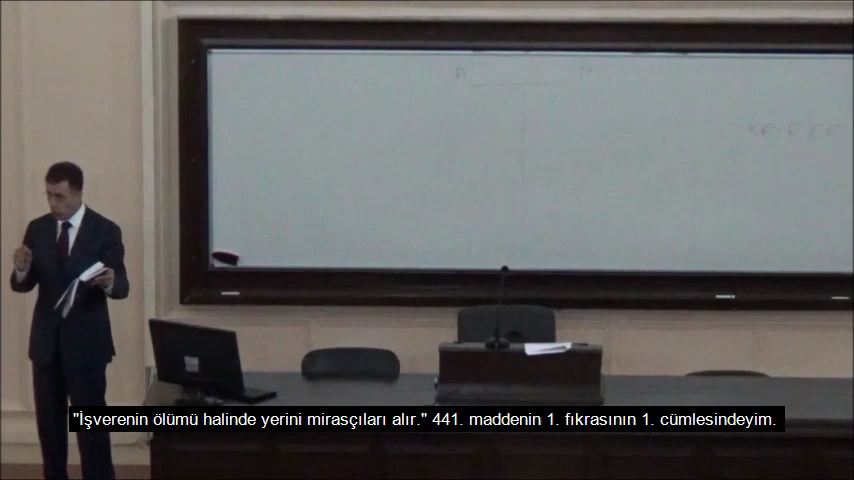 A P
"İşverenin ölümü halinde yerini mirasçıları alır." 441. maddenin 1. fıkrasının 1. cümlesindeyim.